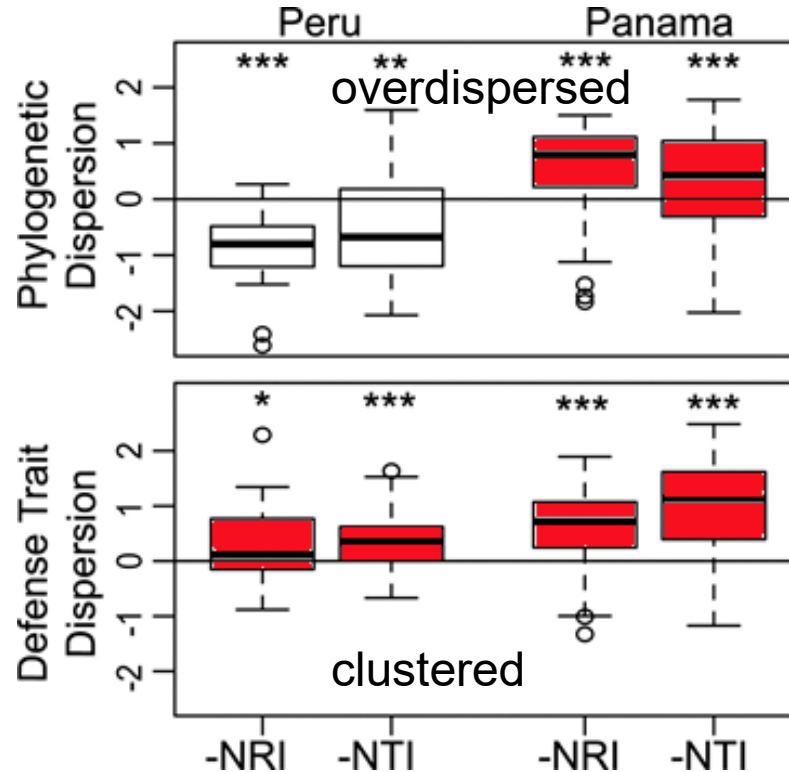 Peru Panama
*** ** *** ***
overdispersed
Phylogenetic
Dispersion
2
1
0
-1
-2
* *** *** ***
Defense Trait
Dispersion
2
1
0
-1
-2
clustered
-NRI -NTI -NRI -NTI